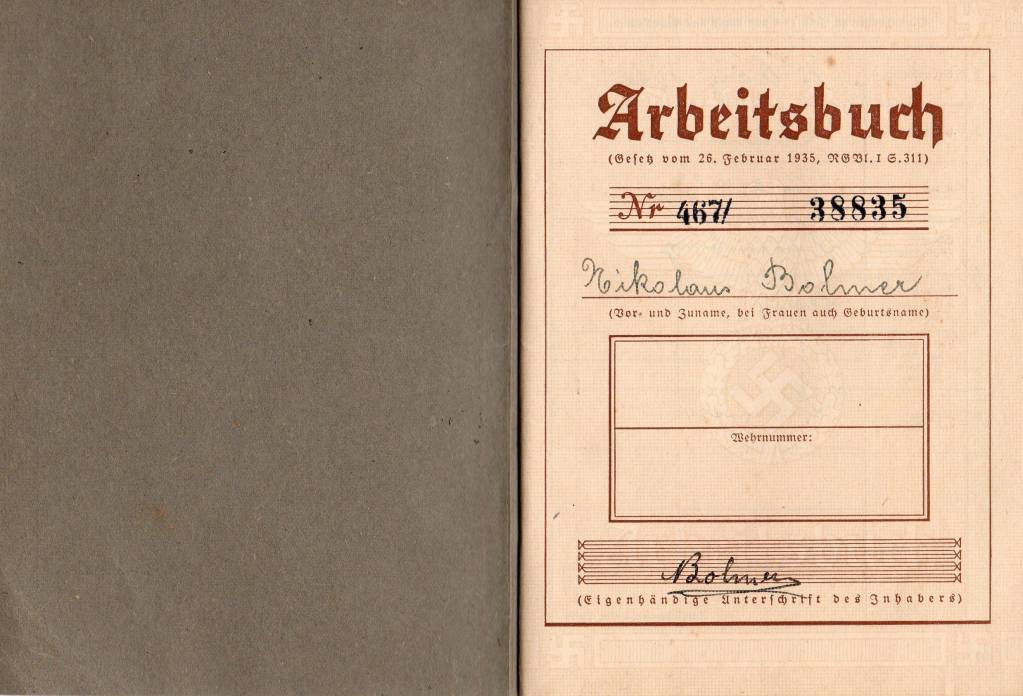 Arbeitsbuch
(Gesetz vom 26. Februar 1935, RGBl. I S. 311)
Nr 467/ 38835
Nikolaus Bolmer
(Vor- und Zuname, bei Frauen auch Geburtsname)
Wehrnummer:
Bolmer
(Eigenhändige Unterschrift des Inhabers)